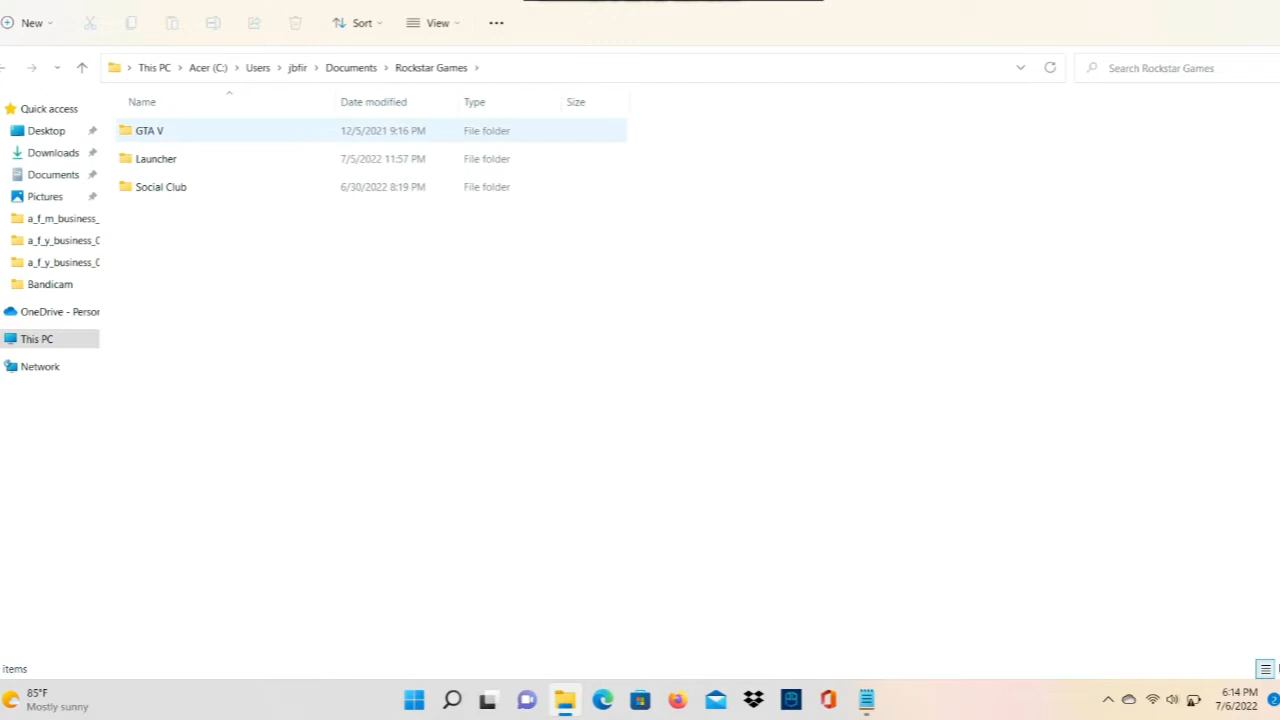 New
Sort
View
This PC > Acer (C:) > Users > jbfir > Documents > Rockstar Games >
Search Rockstar Games
Name Date modified Type Size
Quick access
Desktop
Downloads
Documents
Pictures
a_f_m_business_
a_f_y_business_0
a_f_y_business_0
Bandicam
OneDrive - Person
This PC
Network
GTA V 12/5/2021 9:16 PM File folder
Launcher 7/5/2022 11:57 PM File folder
Social Club 6/30/2022 8:19 PM File folder
items
85°F
Mostly sunny
6:14 PM
7/6/2022
2